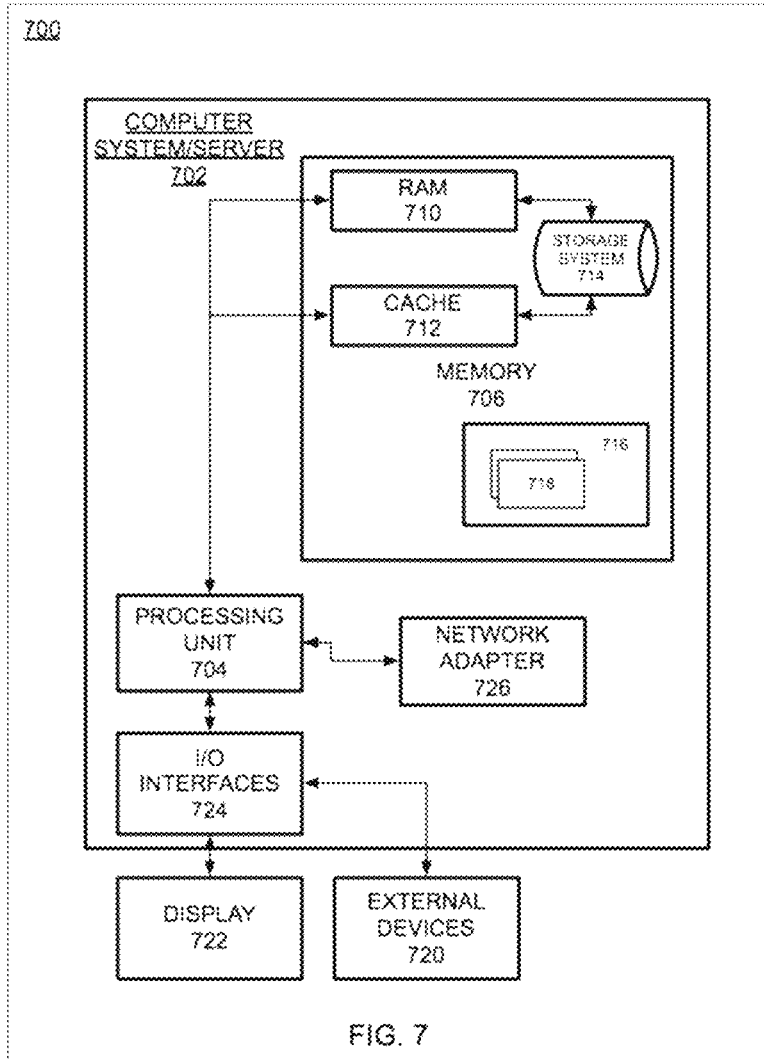 700
COMPUTER
SYSTEM/SERVER
702
RAM
710
STORAGE
SYSTEM
714
CACHE
712
MEMORY
706
716
718
PROCESSING
UNIT
704
NETWORK
ADAPTER
726
I/O
INTERFACES
724
DISPLAY
722
EXTERNAL
DEVICES
720
FIG. 7